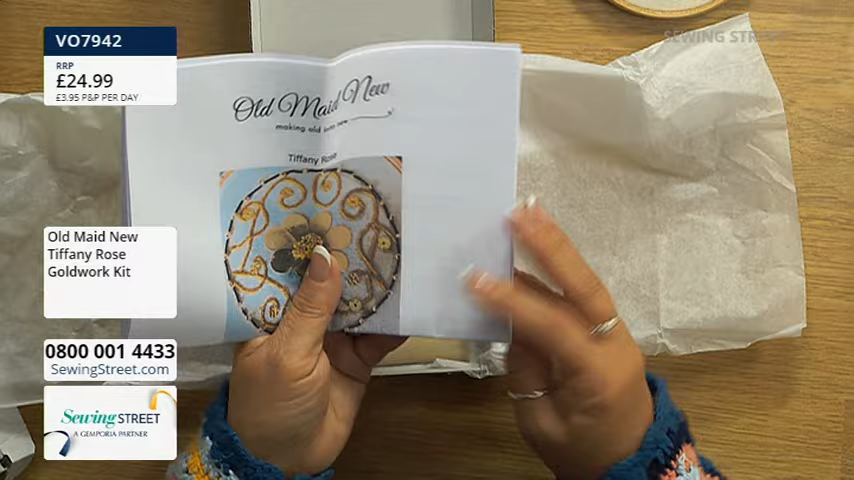 VO7942
RRP
£24.99
£3.95 P&P PER DAY
Old Maid New
making old into new
Tiffany Rose
SEWING STREET
Old Maid New
Tiffany Rose
Goldwork Kit
0800 001 4433
SewingStreet.com
Sewing STREET
A GEMPORIA PARTNER